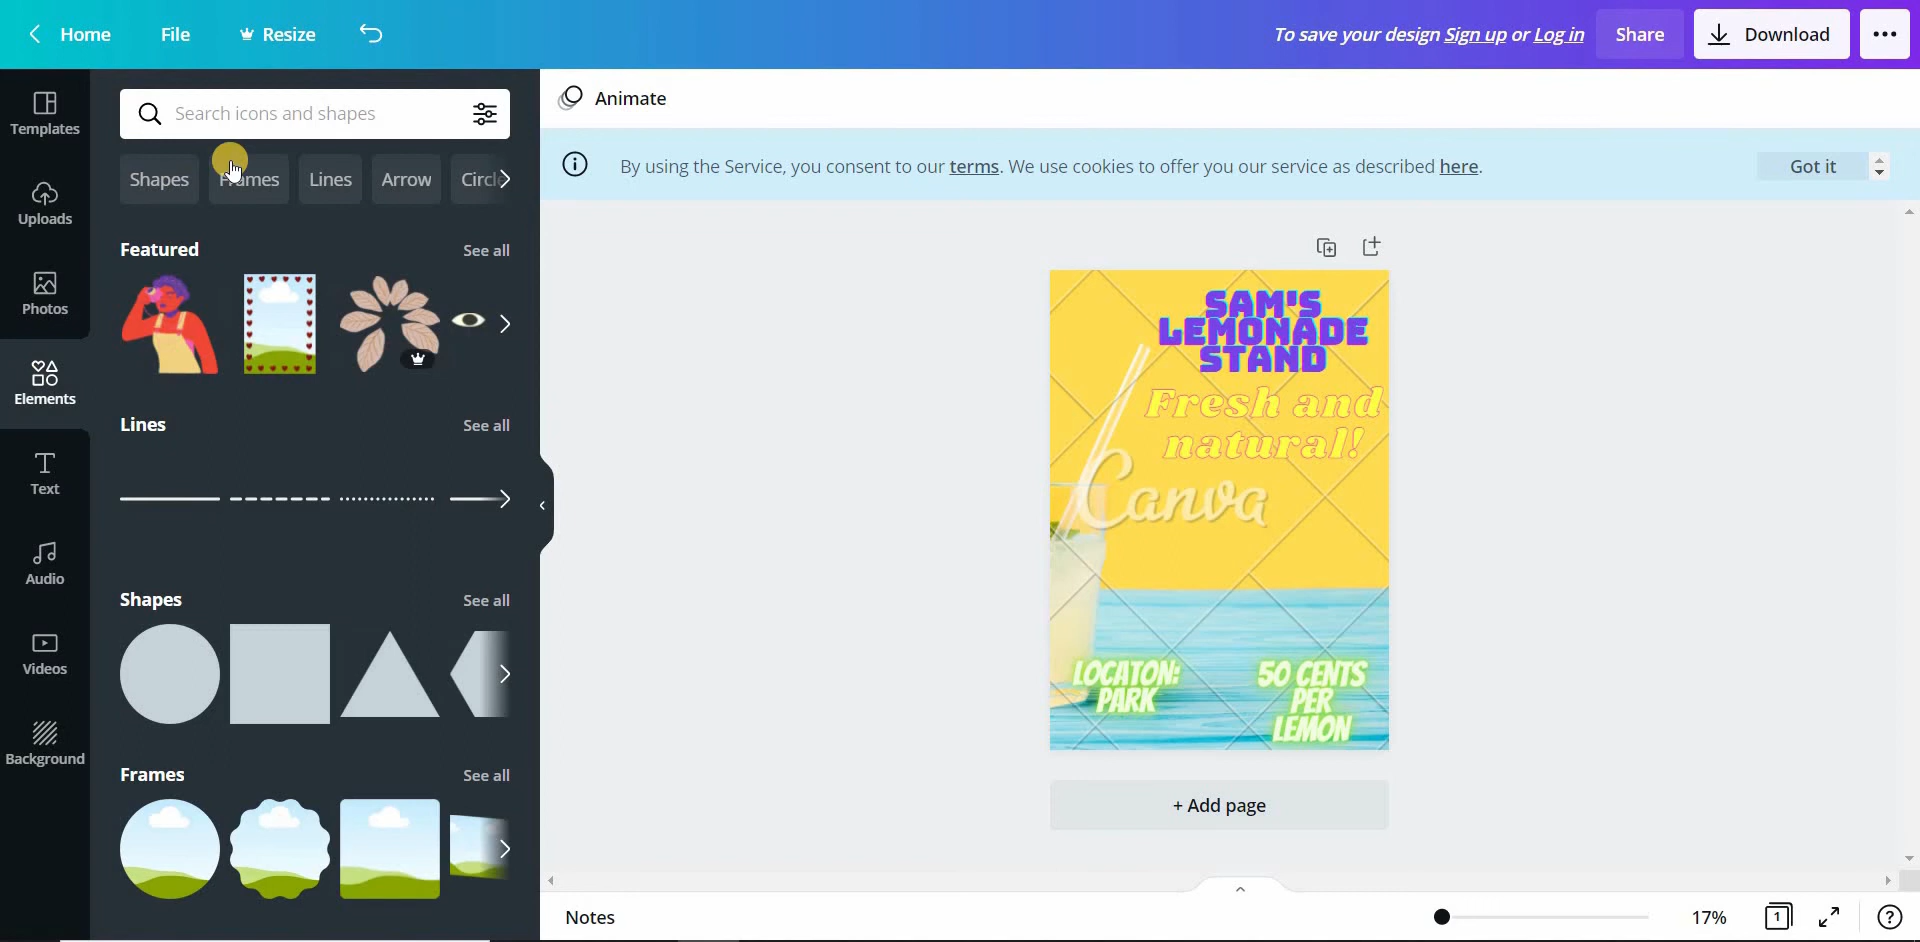 Home
File
Resize
To save your design Sign up or Log in
Share
Download
Templates
Uploads
Photos
Elements
Text
Audio
Videos
Background
Search icons and shapes
Shapes
Frames
Lines
Arrow
Circle
Featured
See all
Lines
See all
Shapes
See all
Frames
See all
Animate
By using the Service, you consent to our terms. We use cookies to offer you our service as described here.
Got it
SAM'S
LEMONADE
STAND
Fresh and
natural!
Canva
LOCATON:
PARK
50 CENTS
PER
LEMON
+ Add page
Notes
17%
1